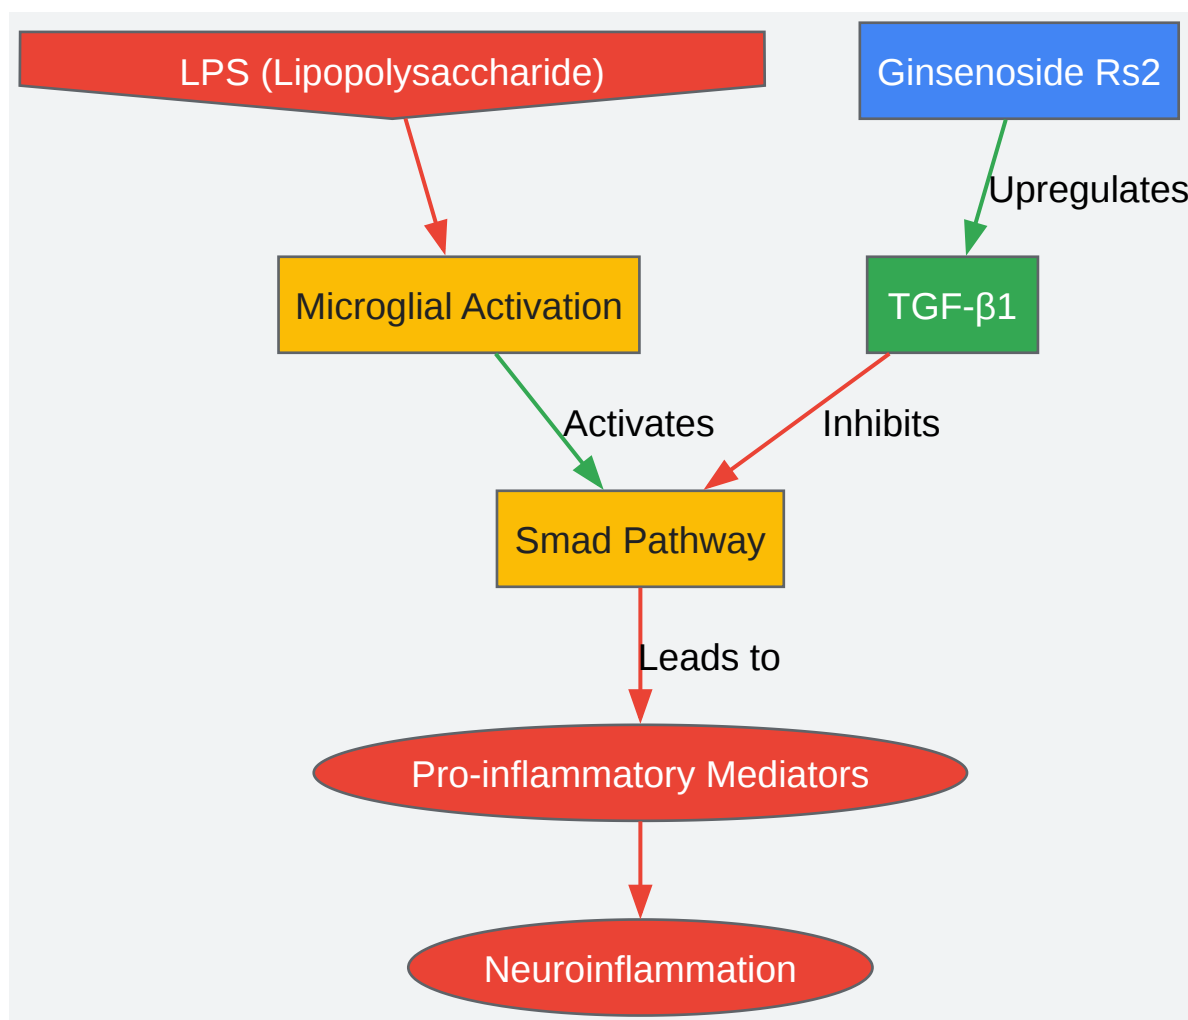 LPS (Lipopolysaccharide)
Ginsenoside Rs2
Upregulates
Microglial Activation
TGF-β1
Activates
Inhibits
Smad Pathway
Leads to
Pro-inflammatory Mediators
Neuroinflammation